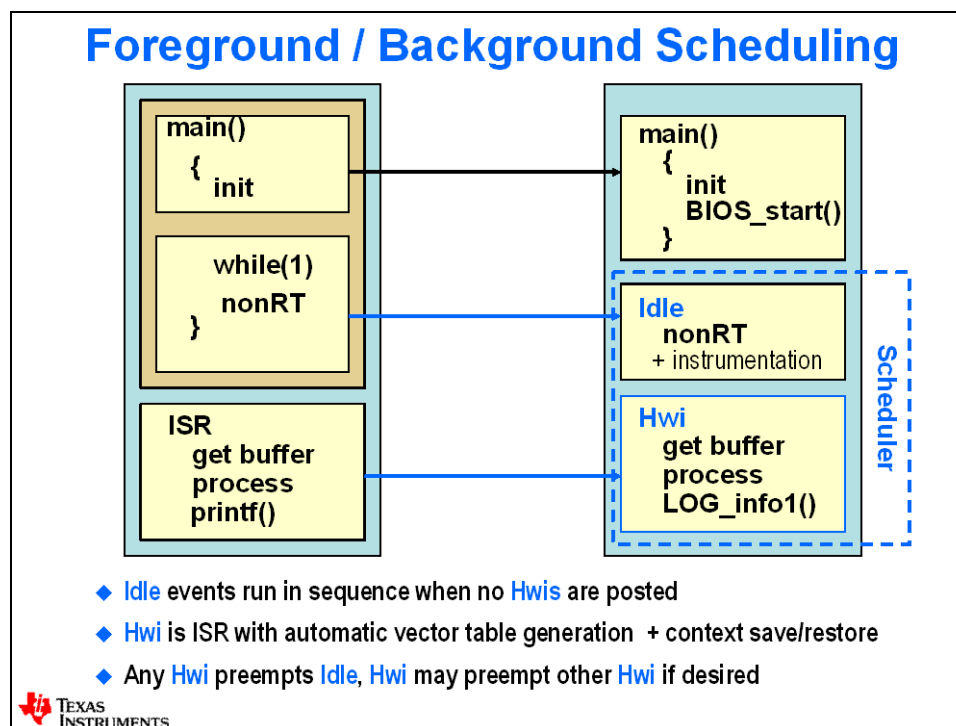 Foreground / Background Scheduling
main()
{
init
while(1)
nonRT
}
ISR
get buffer
process
printf()
main()
{
init
BIOS_start()
}
Idle
nonRT
+ instrumentation
Hwi
get buffer
process
LOG_info1()
Scheduler
Idle events run in sequence when no Hwis are posted
Hwi is ISR with automatic vector table generation + context save/restore
Any Hwi preempts Idle, Hwi may preempt other Hwi if desired
TEXAS
INSTRUMENTS